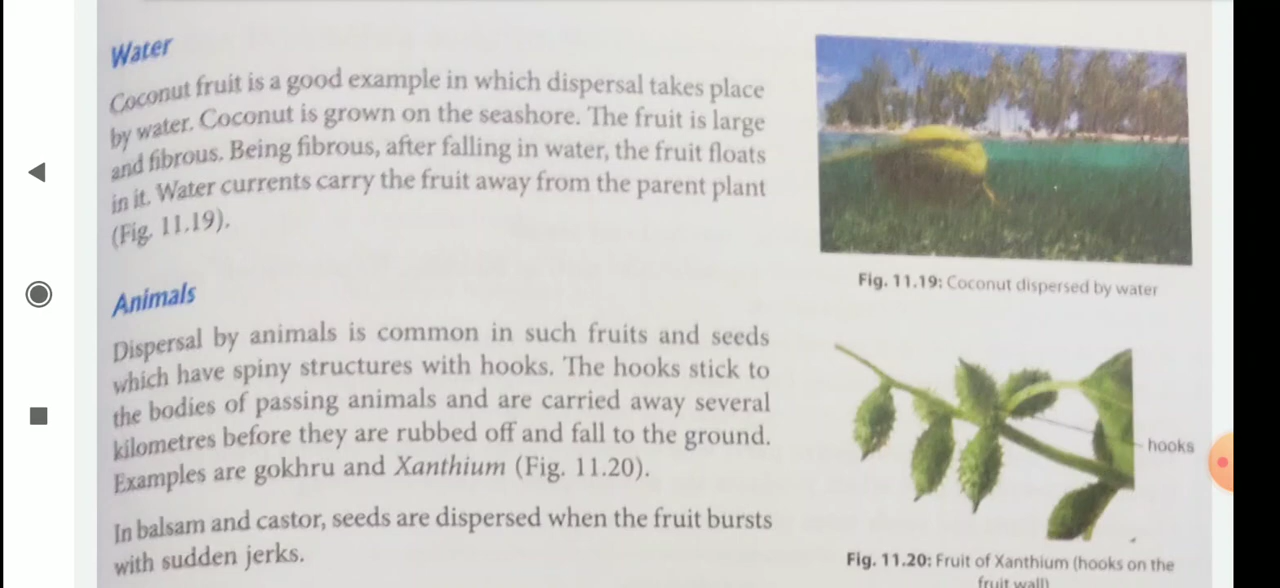 Water
Coconut fruit is a good example in which dispersal takes place
by water. Coconut is grown on the seashore. The fruit is large
and fibrous. Being fibrous, after falling in water, the fruit floats
in it. Water currents carry the fruit away from the parent plant
(Fig. 11.19).
Fig. 11.19: Coconut dispersed by water
Animals
Dispersal by animals is common in such fruits and seeds
which have spiny structures with hooks. The hooks stick to
the bodies of passing animals and are carried away several
kilometres before they are rubbed off and fall to the ground.
Examples are gokhru and Xanthium (Fig. 11.20).
In balsam and castor, seeds are dispersed when the fruit bursts
with sudden jerks.
hooks
Fig. 11.20: Fruit of Xanthium (hooks on the
fruit wall)